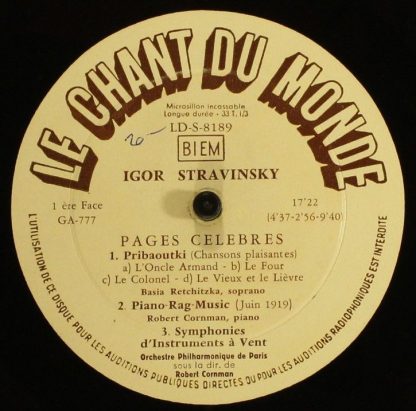 LE CHANT DU MONDE
Microsillon incassable
Longue durée - 33 T. 1/3
20-
LD-S-8189
BIEM
IGOR STRAVINSKY
1 ère Face
GA-777
17'22
(4'37-2'56-9'40)
PAGES CELEBRES
1. Pribaoutki (Chansons plaisantes)
a) L'Oncle Armand - b) Le Four
c) Le Colonel - d) Le Vieux et le Lièvre
Basia Retchitzka, soprano
2. Piano-Rag-Music (Juin 1919)
Robert Cornman, piano
3. Symphonies
d'Instruments à Vent
Orchestre Philharmonique de Paris
sous la dir. de
Robert Cornman
L'UTILISATION DE CE DISQUE POUR LES AUDITIONS PUBLIQUES DIRECTES OU POUR LES AUDITIONS RADIOPHONIQUES EST INTERDITE